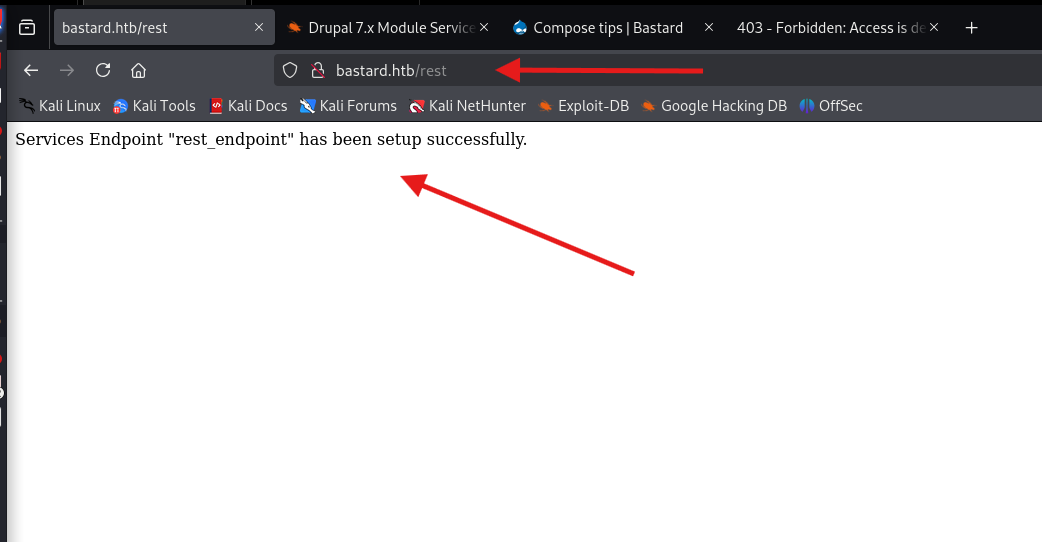 bastard.htb/rest
Drupal 7.x Module Service
Compose tips | Bastard
403 - Forbidden: Access is de
bastard.htb/rest
Kali Linux
Kali Tools
Kali Docs
Kali Forums
Kali NetHunter
Exploit-DB
Google Hacking DB
OffSec
Services Endpoint "rest_endpoint" has been setup successfully.